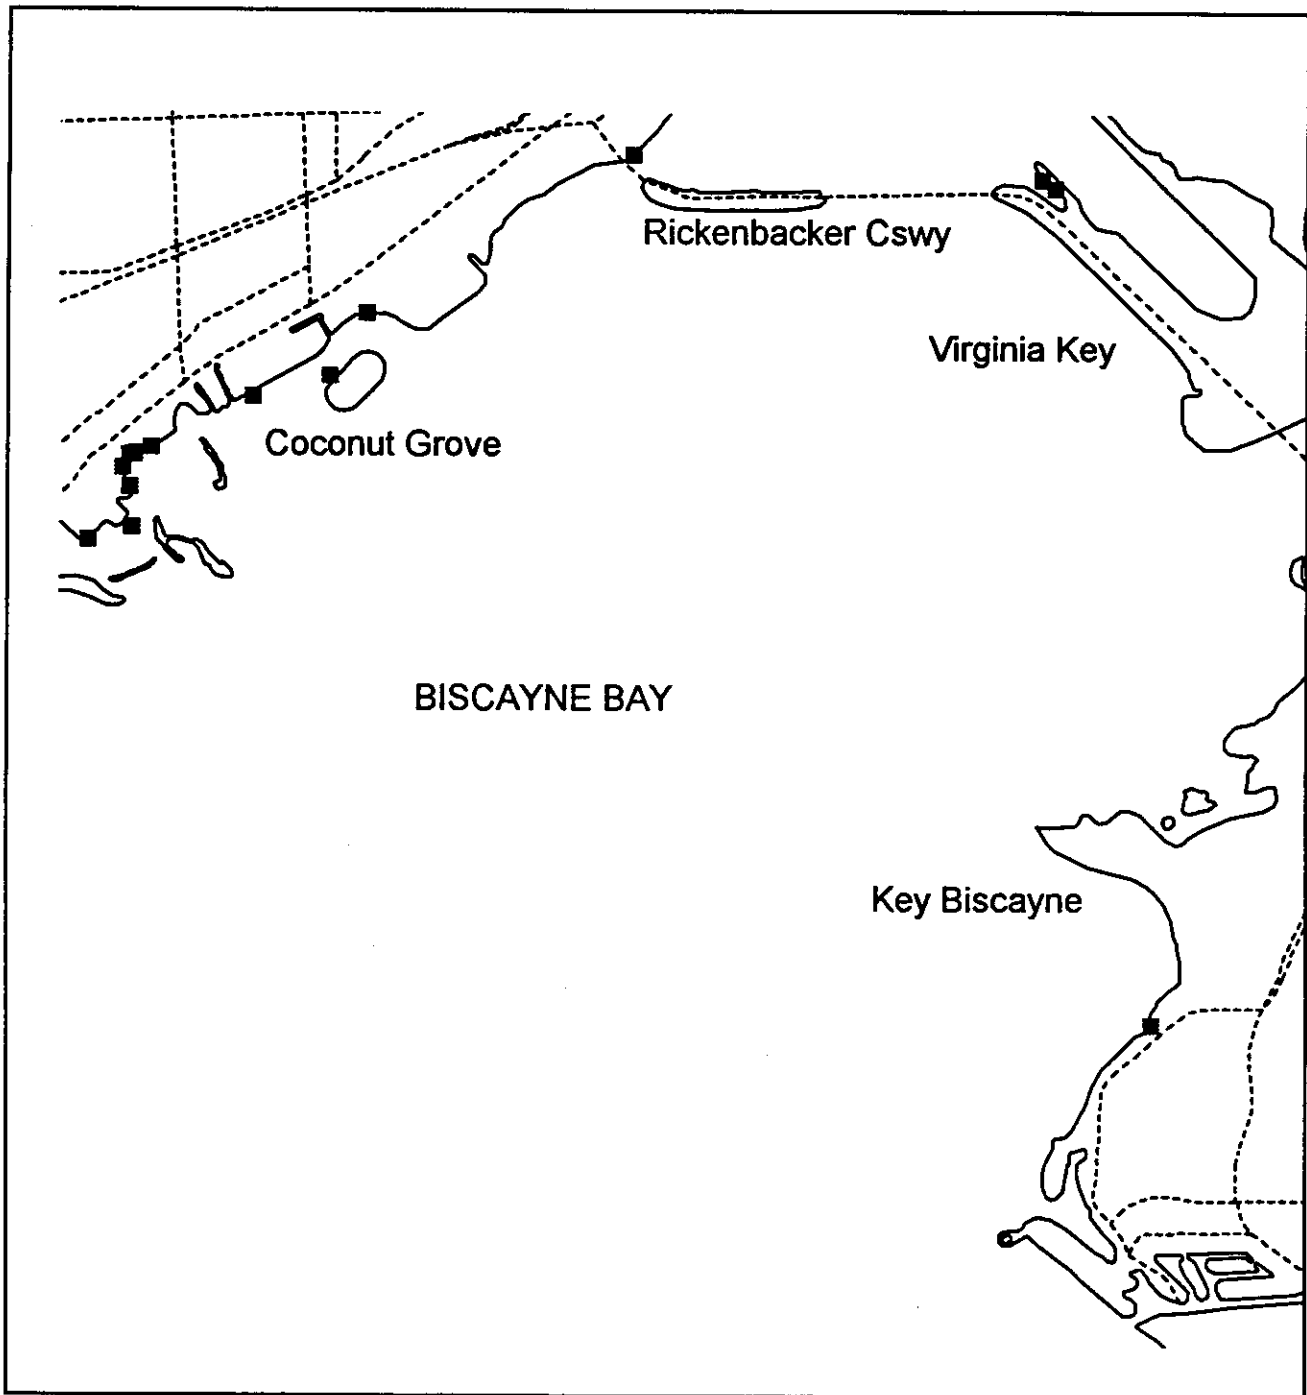 Rickenbacker Cswy
Virginia Key
Coconut Grove
BISCAYNE BAY
Key Biscayne